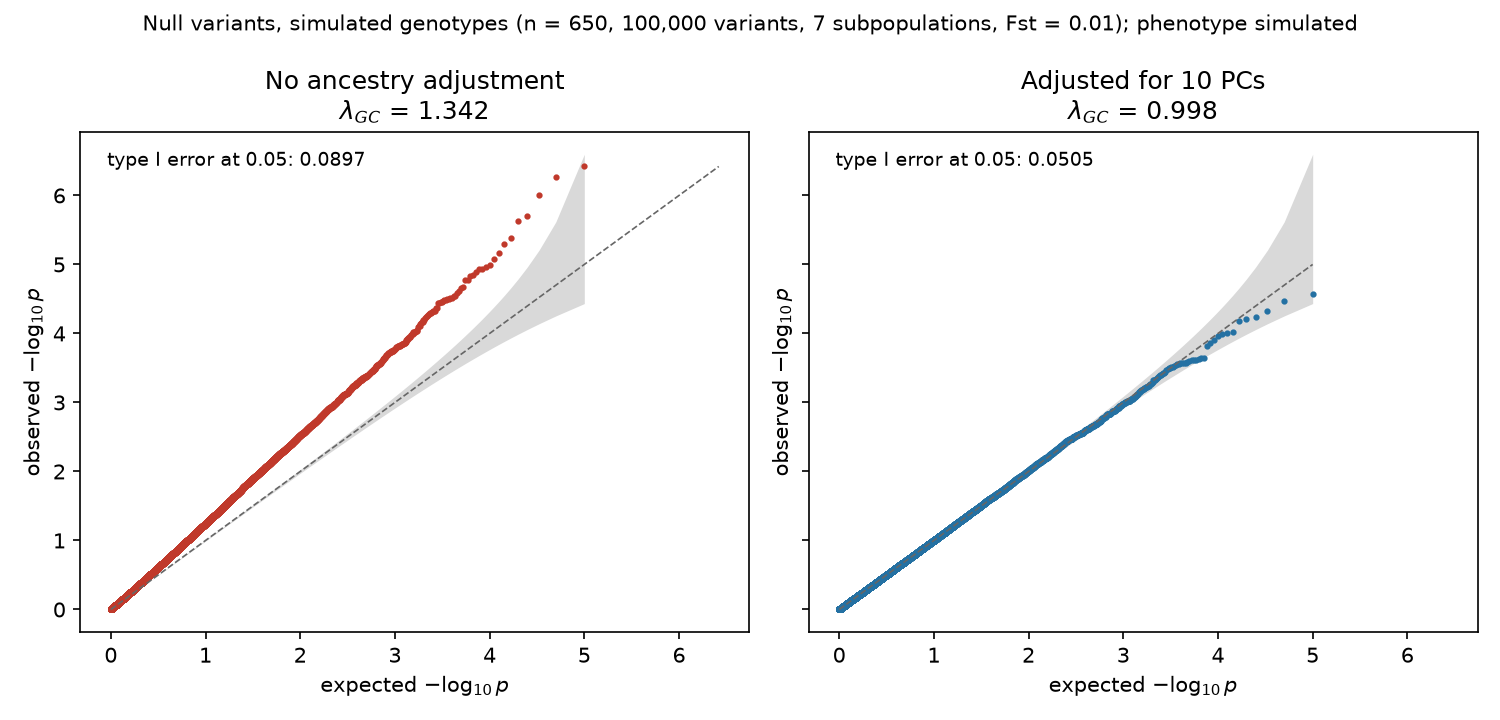 Null variants, simulated genotypes (n = 650, 100,000 variants, 7 subpopulations, Fst = 0.01); phenotype simulated
No ancestry adjustment
λGC = 1.342
type I error at 0.05: 0.0897
observed −log10 p
6
5
4
3
2
1
0
0 1 2 3 4 5 6
expected −log10 p
Adjusted for 10 PCs
λGC = 0.998
type I error at 0.05: 0.0505
observed −log10 p
0 1 2 3 4 5 6
expected −log10 p